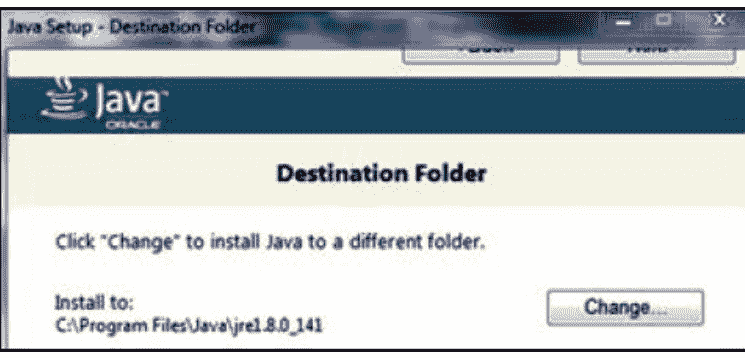 Java Setup - Destination Folder
Java™
ORACLE
Destination Folder
Click "Change" to install Java to a different folder.
Install to:
Change...
C:\Program Files\Java\jre1.8.0_141